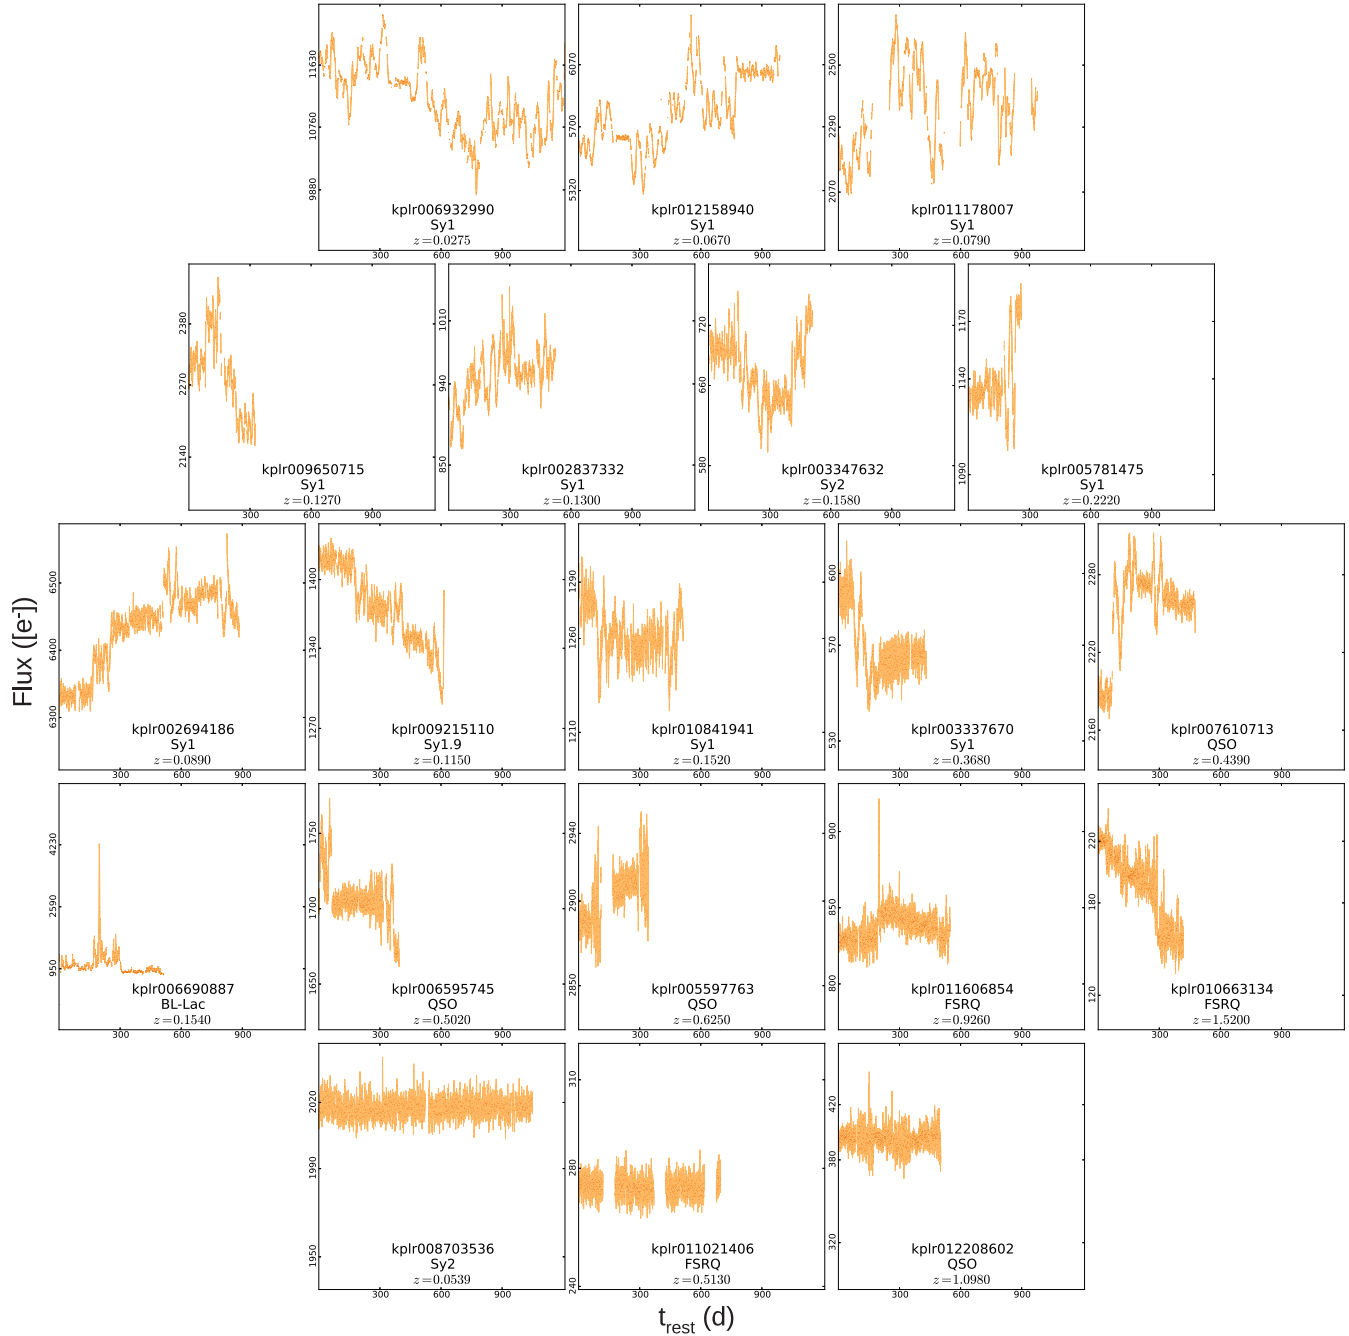 Flux ([e-])
11630
10760
9880
kplr006932990
Sy1
z=0.0275
300 600 900
6070
5700
5320
kplr012158940
Sy1
z=0.0670
300 600 900
2500
2290
2070
kplr011178007
Sy1
z=0.0790
300 600 900
2380
2270
2140
kplr009650715
Sy1
z=0.1270
300 900
1010
940
850
kplr002837332
Sy1
z=0.1300
300 900
720
660
580
kplr003347632
Sy2
z=0.1580
300 900
1170
1140
1090
kplr005781475
Sy1
z=0.2220
300 900
6500
6400
6300
kplr002694186
Sy1
z=0.0890
300 600 900
1400
1340
1270
kplr009215110
Sy1.9
z=0.1150
300 600 900
1290
1260
1210
kplr010841941
Sy1
z=0.1520
300 600 900
600
570
530
kplr003337670
Sy1
z=0.3680
300 600 900
2280
2220
2160
kplr007610713
QSO
z=0.4390
300 600 900
4230
2590
950
kplr006690887
BL-Lac
z=0.1540
300 600 900
1750
1700
1650
kplr006595745
QSO
z=0.5020
300 600 900
2940
2900
2850
kplr005597763
QSO
z=0.6250
300 600 900
900
850
800
kplr011606854
FSRQ
z=0.9260
300 600 900
220
180
120
kplr010663134
FSRQ
z=1.5200
300 600 900
2020
1990
1950
kplr008703536
Sy2
z=0.0539
300 600 900
310
280
240
kplr011021406
FSRQ
z=0.5130
300 600 900
420
380
320
kplr012208602
QSO
z=1.0980
300 600 900
trest (d)